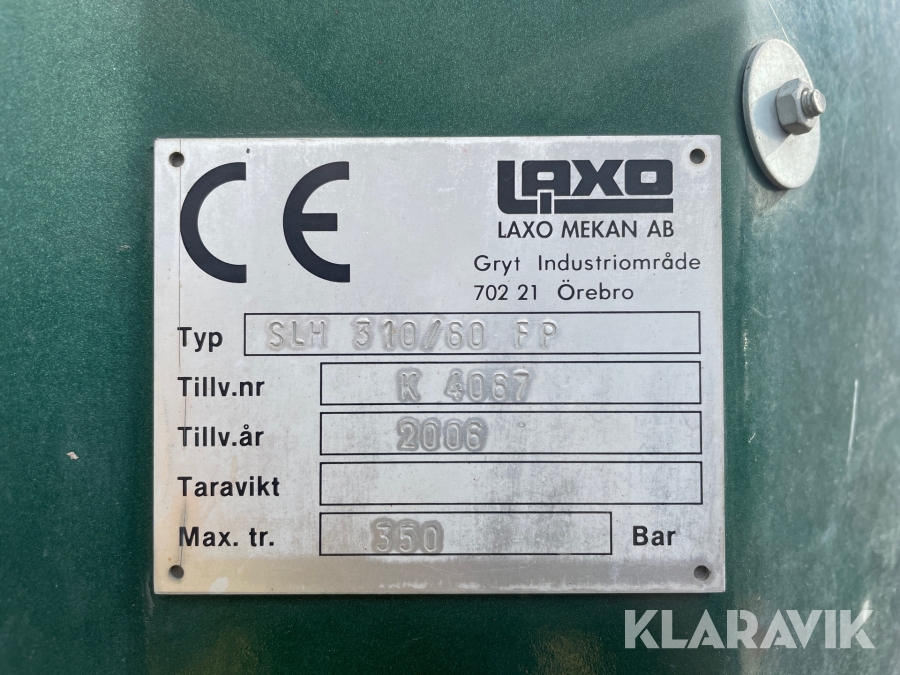 CE
LAXO
LAXO MEKAN AB
Gryt Industriområde
702 21 Örebro
Typ SLH 310/60 FP
Tillv.nr K 4067
Tillv.år 2006
Taravikt
Max. tr. 350 Bar
KLARAVIK